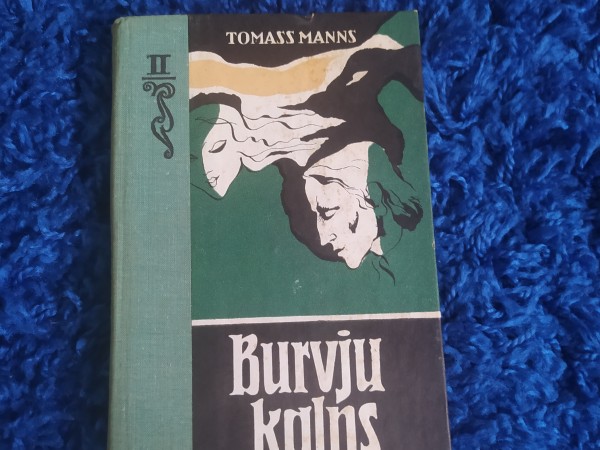 II
TOMASS MANNS
Burvju
kalns